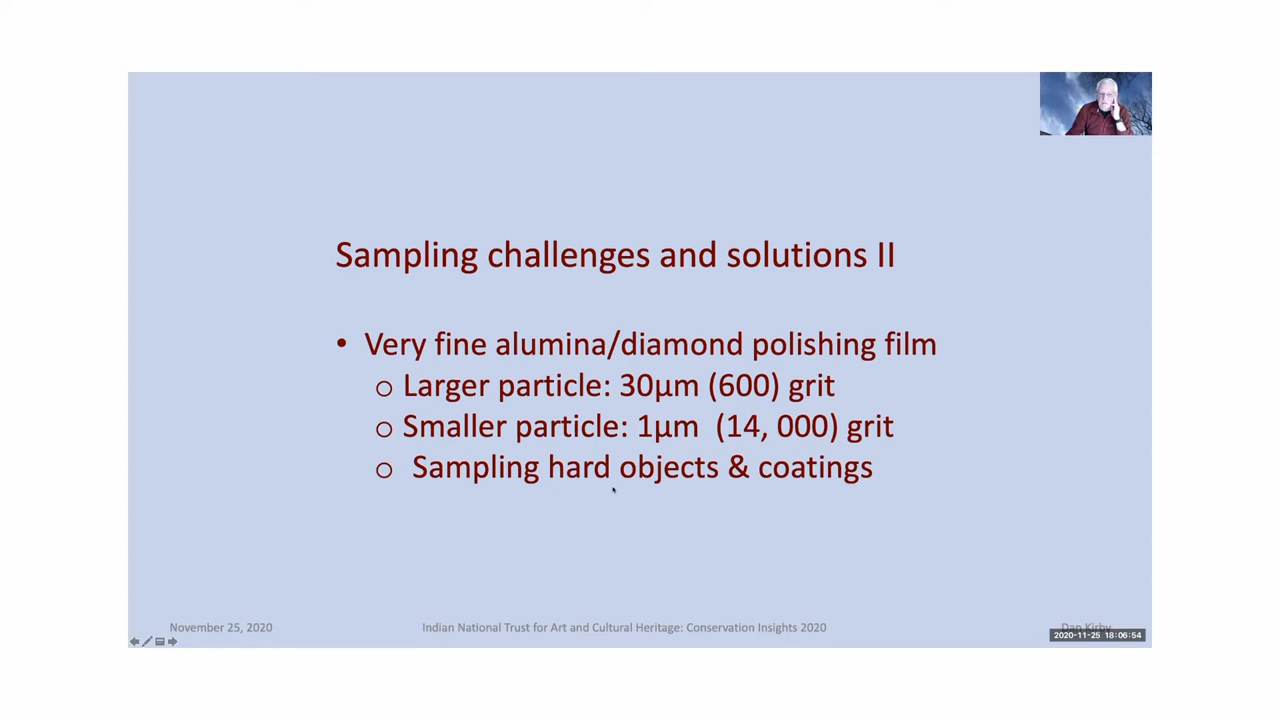 Sampling challenges and solutions II
• Very fine alumina/diamond polishing film
o Larger particle: 30µm (600) grit
o Smaller particle: 1µm (14, 000) grit
o Sampling hard objects & coatings
November 25, 2020
Indian National Trust for Art and Cultural Heritage: Conservation Insights 2020
Dan Kirby
2020-11-25 18:06:54